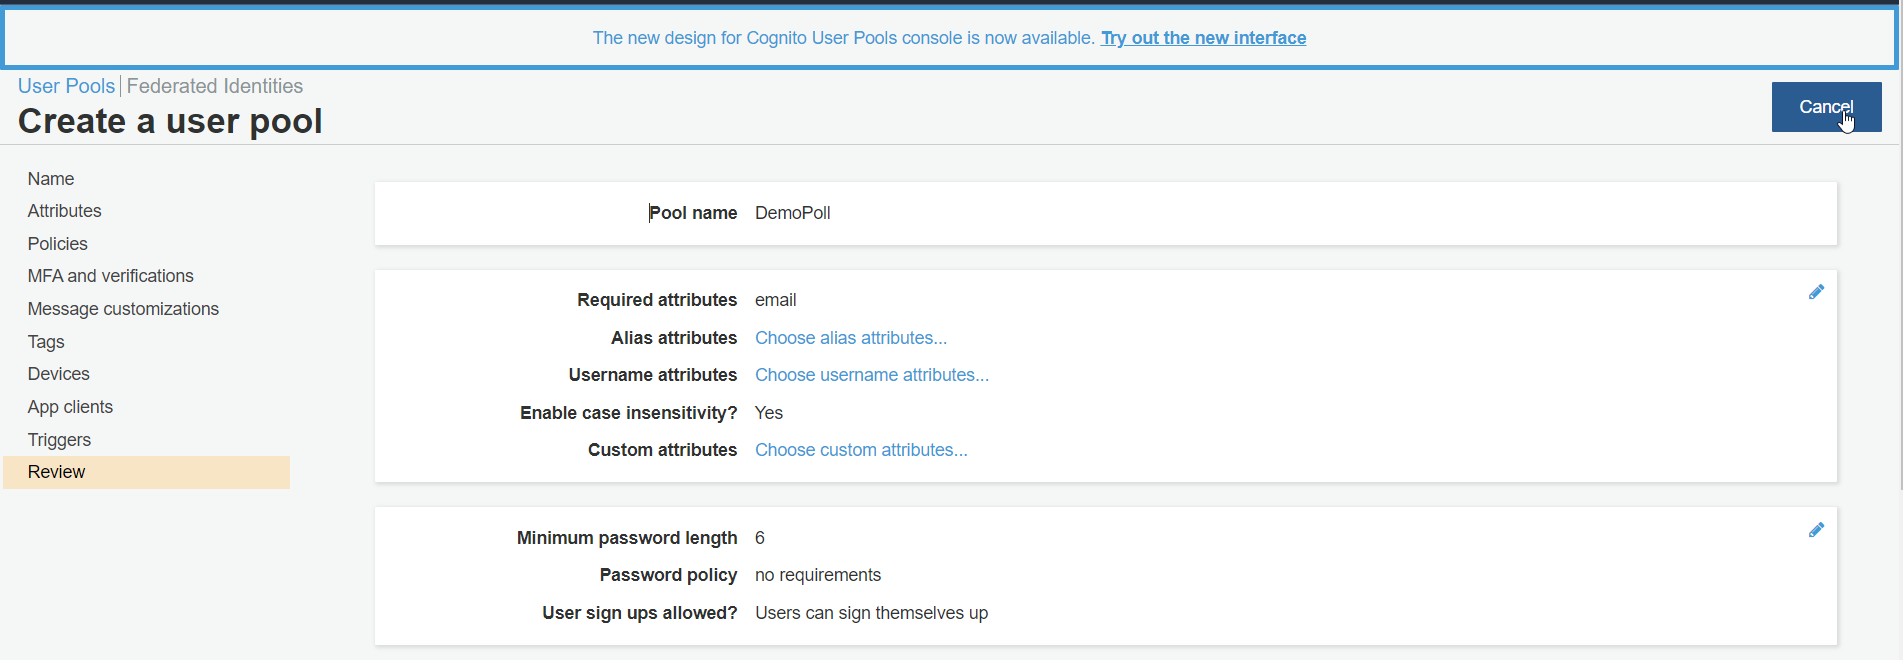 The new design for Cognito User Pools console is now available. Try out the new interface
User Pools Federated Identities
Create a user pool
Cancel
Name
Attributes
Policies
MFA and verifications
Message customizations
Tags
Devices
App clients
Triggers
Review
Pool name DemoPoll
Required attributes email
Alias attributes Choose alias attributes...
Username attributes Choose username attributes...
Enable case insensitivity? Yes
Custom attributes Choose custom attributes...
Minimum password length 6
Password policy no requirements
User sign ups allowed? Users can sign themselves up